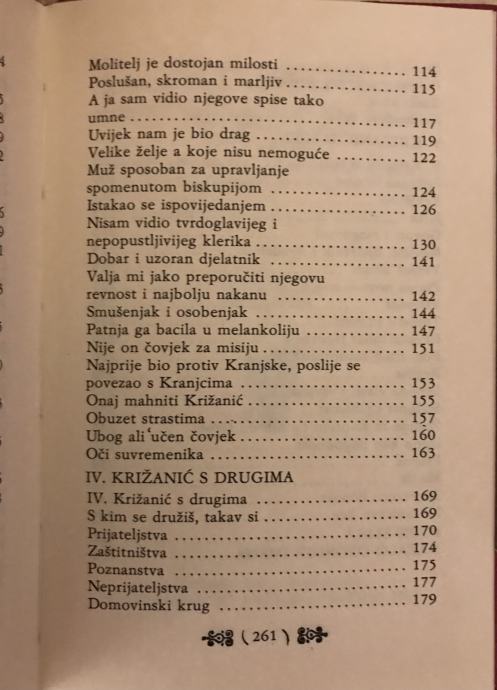 Molitelj je dostojan milosti .................. 114
Poslušan, skroman i marljiv .................. 115
A ja sam vidio njegove spise tako
umne .................. 117
Uvijek nam je bio drag .................. 119
Velike želje a koje nisu nemoguće .................. 122
Muž sposoban za upravljanje
spomenutom biskupijom .................. 124
Istakao se ispovijedanjem .................. 126
Nisam vidio tvrdoglavijeg i
nepopustljivijeg klerika .................. 130
Dobar i uzoran djelatnik .................. 141
Valja mi jako preporučiti njegovu
revnost i najbolju nakanu .................. 142
Smušenjak i osobenjak .................. 144
Patnja ga bacila u melankoliju .................. 147
Nije on čovjek za misiju .................. 151
Najprije bio protiv Kranjske, poslije se
povezao s Kranjcima .................. 153
Onaj mahniti Križanić .................. 155
Obuzet strastima .................. 157
Ubog ali učen čovjek .................. 160
Oči suvremenika .................. 163
IV. KRIŽANIĆ S DRUGIMA
IV. Križanić s drugima .................. 169
S kim se družiš, takav si .................. 169
Prijateljstva .................. 170
Zaštitništva .................. 174
Poznanstva .................. 175
Neprijateljstva .................. 177
Domovinski krug .................. 179
( 261 )